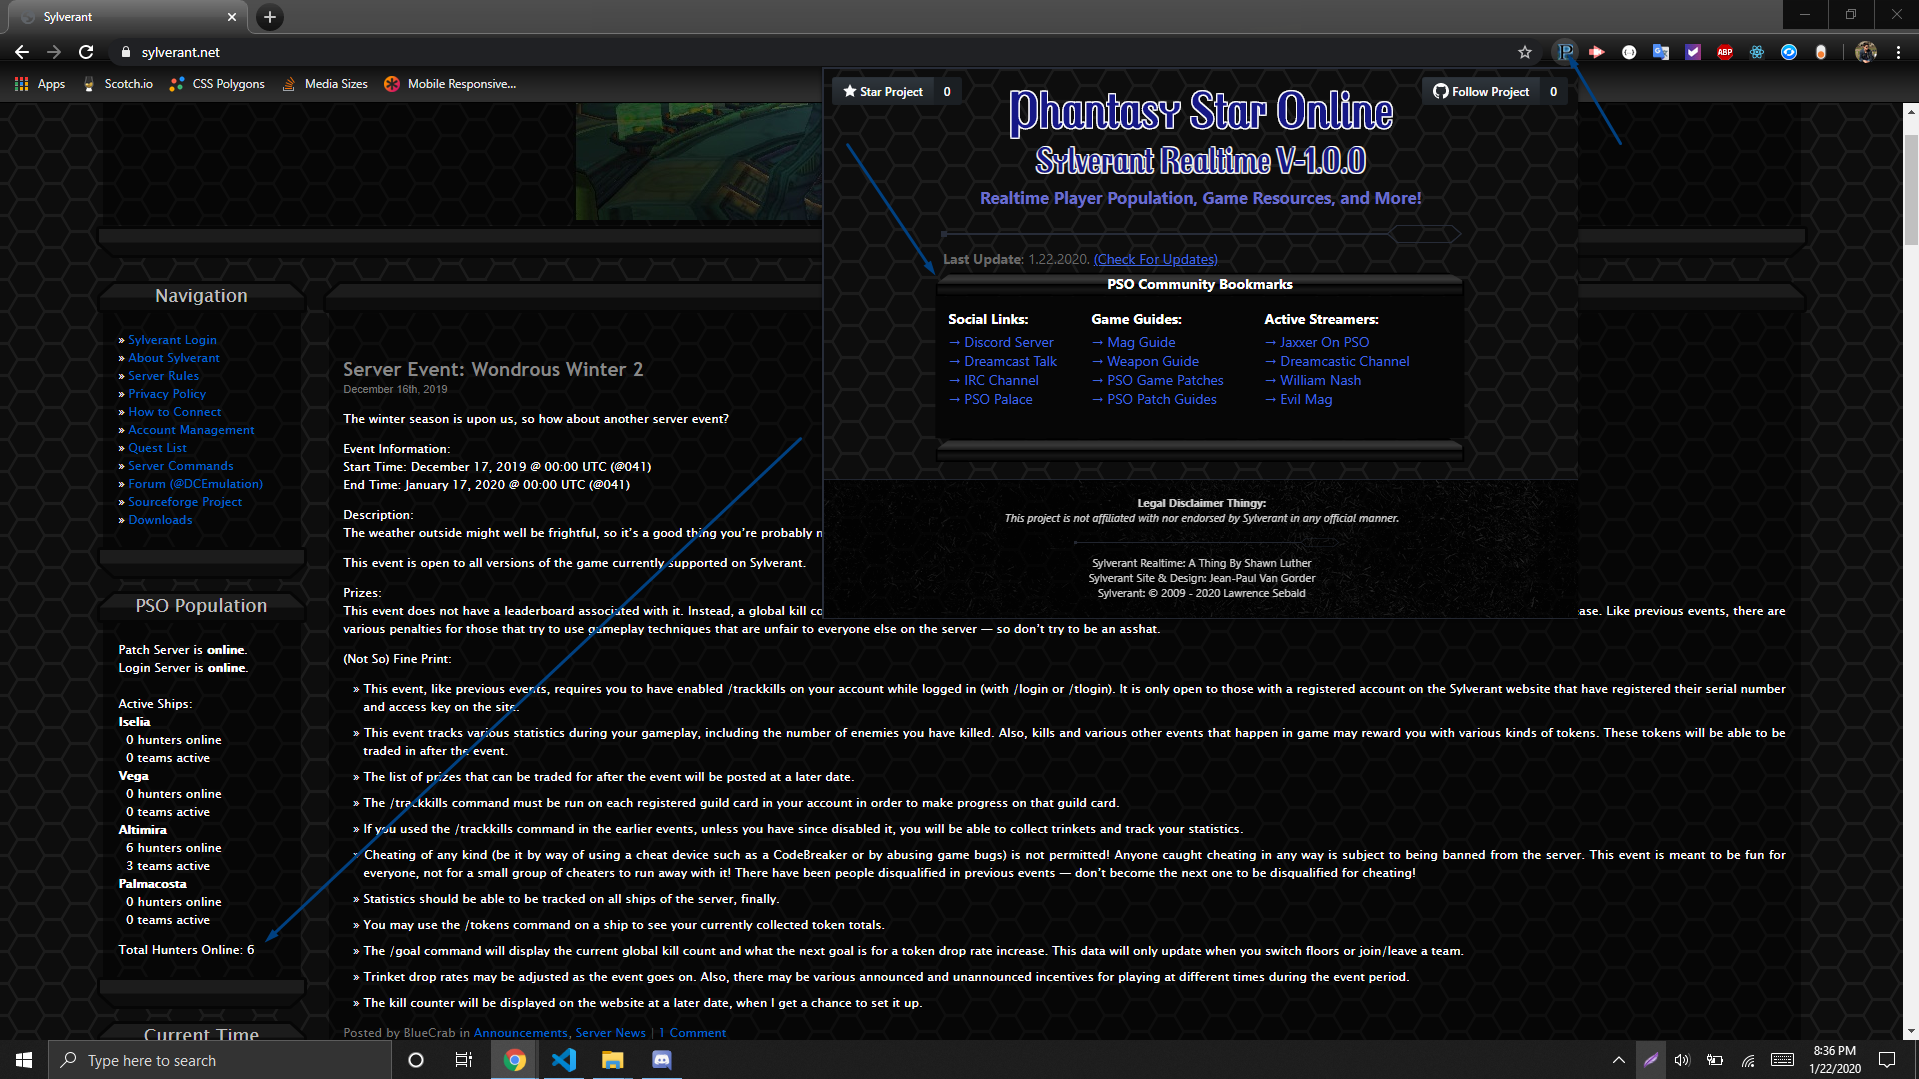 Sylverant
sylverant.net
Apps
Scotch.io
CSS Polygons
Media Sizes
Mobile Responsive...
ABP
Star Project 0
Follow Project 0
Phantasy Star Online
Sylverant Realtime V-1.0.0
Realtime Player Population, Game Resources, and More!
Last Update: 1.22.2020. (Check For Updates)
PSO Community Bookmarks
Social Links:
→ Discord Server
→ Dreamcast Talk
→ IRC Channel
→ PSO Palace
Game Guides:
→ Mag Guide
→ Weapon Guide
→ PSO Game Patches
→ PSO Patch Guides
Active Streamers:
→ Jaxxer On PSO
→ Dreamcastic Channel
→ William Nash
→ Evil Mag
Legal Disclaimer Thingy:
This project is not affiliated with nor endorsed by Sylverant in any official manner.
Sylverant Realtime: A Thing By Shawn Luther
Sylverant Site & Design: Jean-Paul Van Gorder
Sylverant: © 2009 - 2020 Lawrence Sebald
Navigation
» Sylverant Login
» About Sylverant
» Server Rules
» Privacy Policy
» How to Connect
» Account Management
» Quest List
» Server Commands
» Forum (@DCEmulation)
» Sourceforge Project
» Downloads
PSO Population
Patch Server is online.
Login Server is online.
Active Ships:
Iselia
0 hunters online
0 teams active
Vega
0 hunters online
0 teams active
Altimira
6 hunters online
3 teams active
Palmacosta
0 hunters online
0 teams active
Total Hunters Online: 6
Current Time
Server Event: Wondrous Winter 2
December 16th, 2019
The winter season is upon us, so how about another server event?
Event Information:
Start Time: December 17, 2019 @ 00:00 UTC (@041)
End Time: January 17, 2020 @ 00:00 UTC (@041)
Description:
The weather outside might well be frightful, so it's a good thing you're probably
This event is open to all versions of the game currently supported on Sylverant.
Prizes:
This event does not have a leaderboard associated with it. Instead, a global kill co ase. Like previous events, there are
various penalties for those that try to use gameplay techniques that are unfair to everyone else on the server — so don't try to be an asshat.
(Not So) Fine Print:
» This event, like previous events, requires you to have enabled /trackkills on your account while logged in (with /login or /tlogin). It is only open to those with a registered account on the Sylverant website that have registered their serial number
and access key on the site.
» This event tracks various statistics during your gameplay, including the number of enemies you have killed. Also, kills and various other events that happen in game may reward you with various kinds of tokens. These tokens will be able to be
traded in after the event.
» The list of prizes that can be traded for after the event will be posted at a later date.
» The /trackkills command must be run on each registered guild card in your account in order to make progress on that guild card.
» If you used the /trackkills command in the earlier events, unless you have since disabled it, you will be able to collect trinkets and track your statistics.
» Cheating of any kind (be it by way of using a cheat device such as a CodeBreaker or by abusing game bugs) is not permitted! Anyone caught cheating in any way is subject to being banned from the server. This event is meant to be fun for
everyone, not for a small group of cheaters to run away with it! There have been people disqualified in previous events — don't become the next one to be disqualified for cheating!
» Statistics should be able to be tracked on all ships of the server, finally.
» You may use the /tokens command on a ship to see your currently collected token totals.
» The /goal command will display the current global kill count and what the next goal is for a token drop rate increase. This data will only update when you switch floors or join/leave a team.
» Trinket drop rates may be adjusted as the event goes on. Also, there may be various announced and unannounced incentives for playing at different times during the event period.
» The kill counter will be displayed on the website at a later date, when I get a chance to set it up.
Posted by BlueCrab in Announcements, Server News | 1 Comment
Type here to search
8:36 PM
1/22/2020